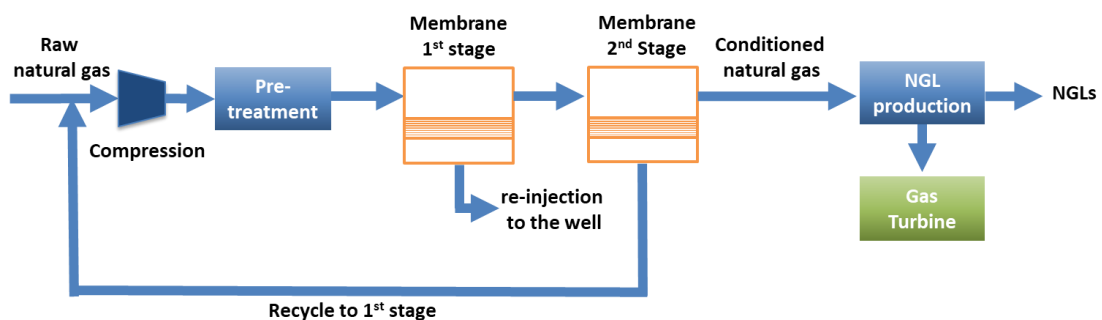 Raw
natural gas
Compression
Pre-
treatment
Membrane
1st stage
re-injection
to the well
Membrane
2nd Stage
Conditioned
natural gas
NGL
production
NGLs
Gas
Turbine
Recycle to 1st stage